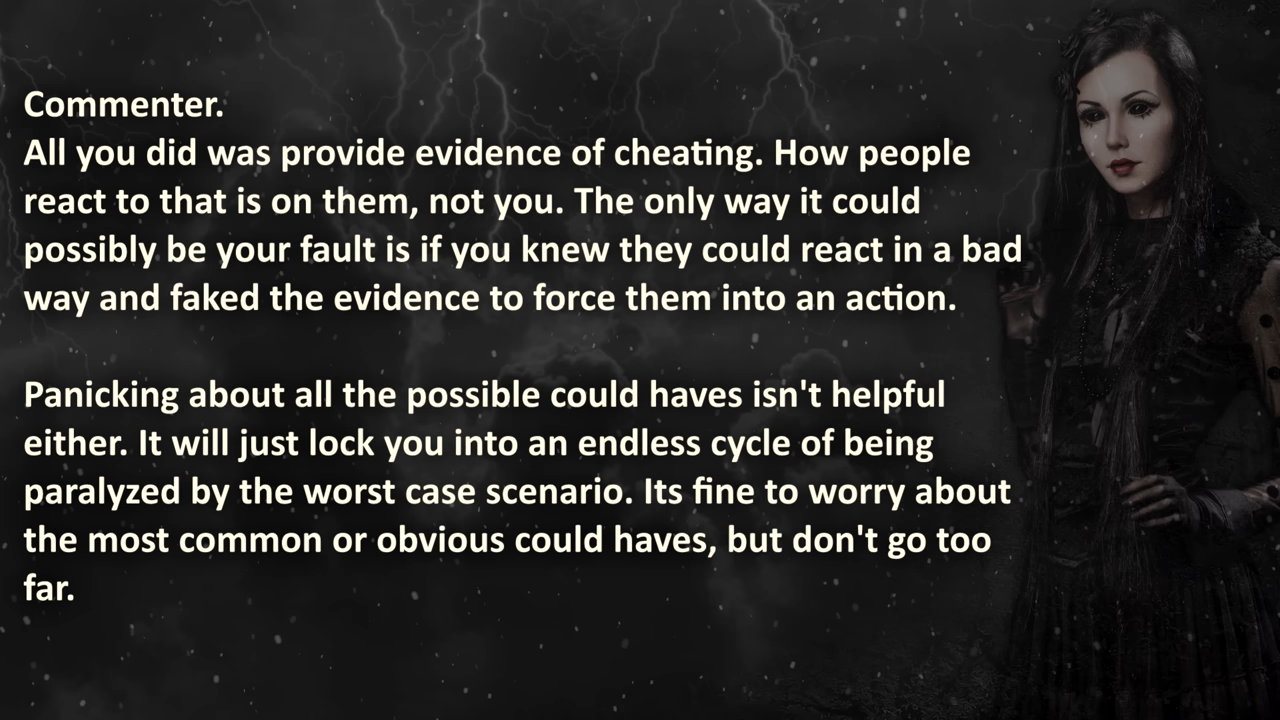 Commenter.
All you did was provide evidence of cheating. How people
react to that is on them, not you. The only way it could
possibly be your fault is if you knew they could react in a bad
way and faked the evidence to force them into an action.
Panicking about all the possible could haves isn't helpful
either. It will just lock you into an endless cycle of being
paralyzed by the worst case scenario. Its fine to worry about
the most common or obvious could haves, but don't go too
far.